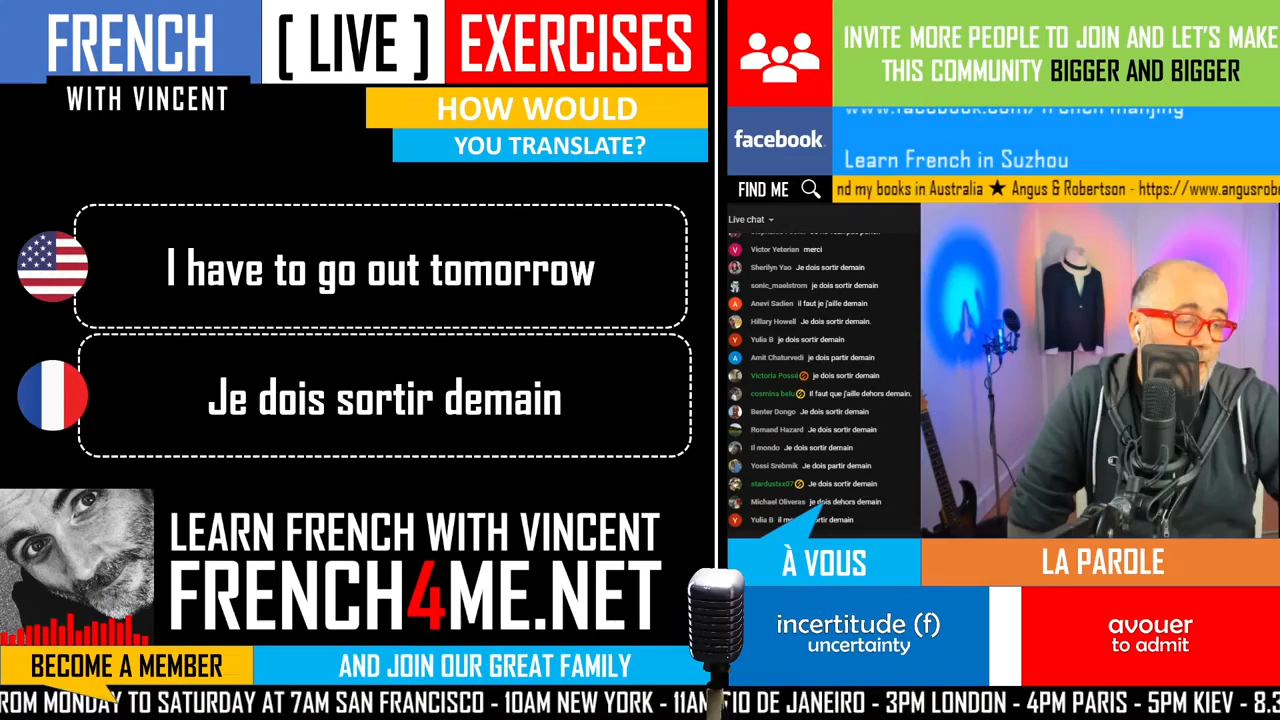 FRENCH
WITH VINCENT
[ LIVE ]
EXERCISES
HOW WOULD
YOU TRANSLATE?
I have to go out tomorrow
Je dois sortir demain
LEARN FRENCH WITH VINCENT
FRENCH4ME.NET
BECOME A MEMBER
AND JOIN OUR GREAT FAMILY
INVITE MORE PEOPLE TO JOIN AND LET'S MAKE
THIS COMMUNITY BIGGER AND BIGGER
facebook
Learn French in Suzhou
FIND ME
nd my books in Australia ★ Angus & Robertson - https://www.angusrobe
Live chat
Victor Yeterian merci
Sherilyn Yao Je dois sortir demain
sonic_maelstrom je dois sortir demain
Anevi Sadien il faut je j'aille demain
Hillary Howell Je dois sortir demain.
Yulia B je dois sortir demain
Amit Chaturvedi je dois partir demain
Victoria Possé je dois sortir demain
cosmina belu Il faut que j'aille dehors demain.
Benter Dongo Je dois sortir demain
Romand Hazard Je dois sortir demain
Il mondo Je dois sortir demain
Yossi Srebmik Je dois partir demain
stardustxx07 Je dois sortir demain
Michael Oliveras je dois dehors demain
Yulia B il demain
À VOUS
LA PAROLE
incertitude (f)
uncertainty
avouer
to admit
ROM MONDAY TO SATURDAY AT 7AM SAN FRANCISCO - 10AM NEW YORK - 11AM IO DE JANEIRO - 3PM LONDON - 4PM PARIS - 5PM KIEV - 8.3